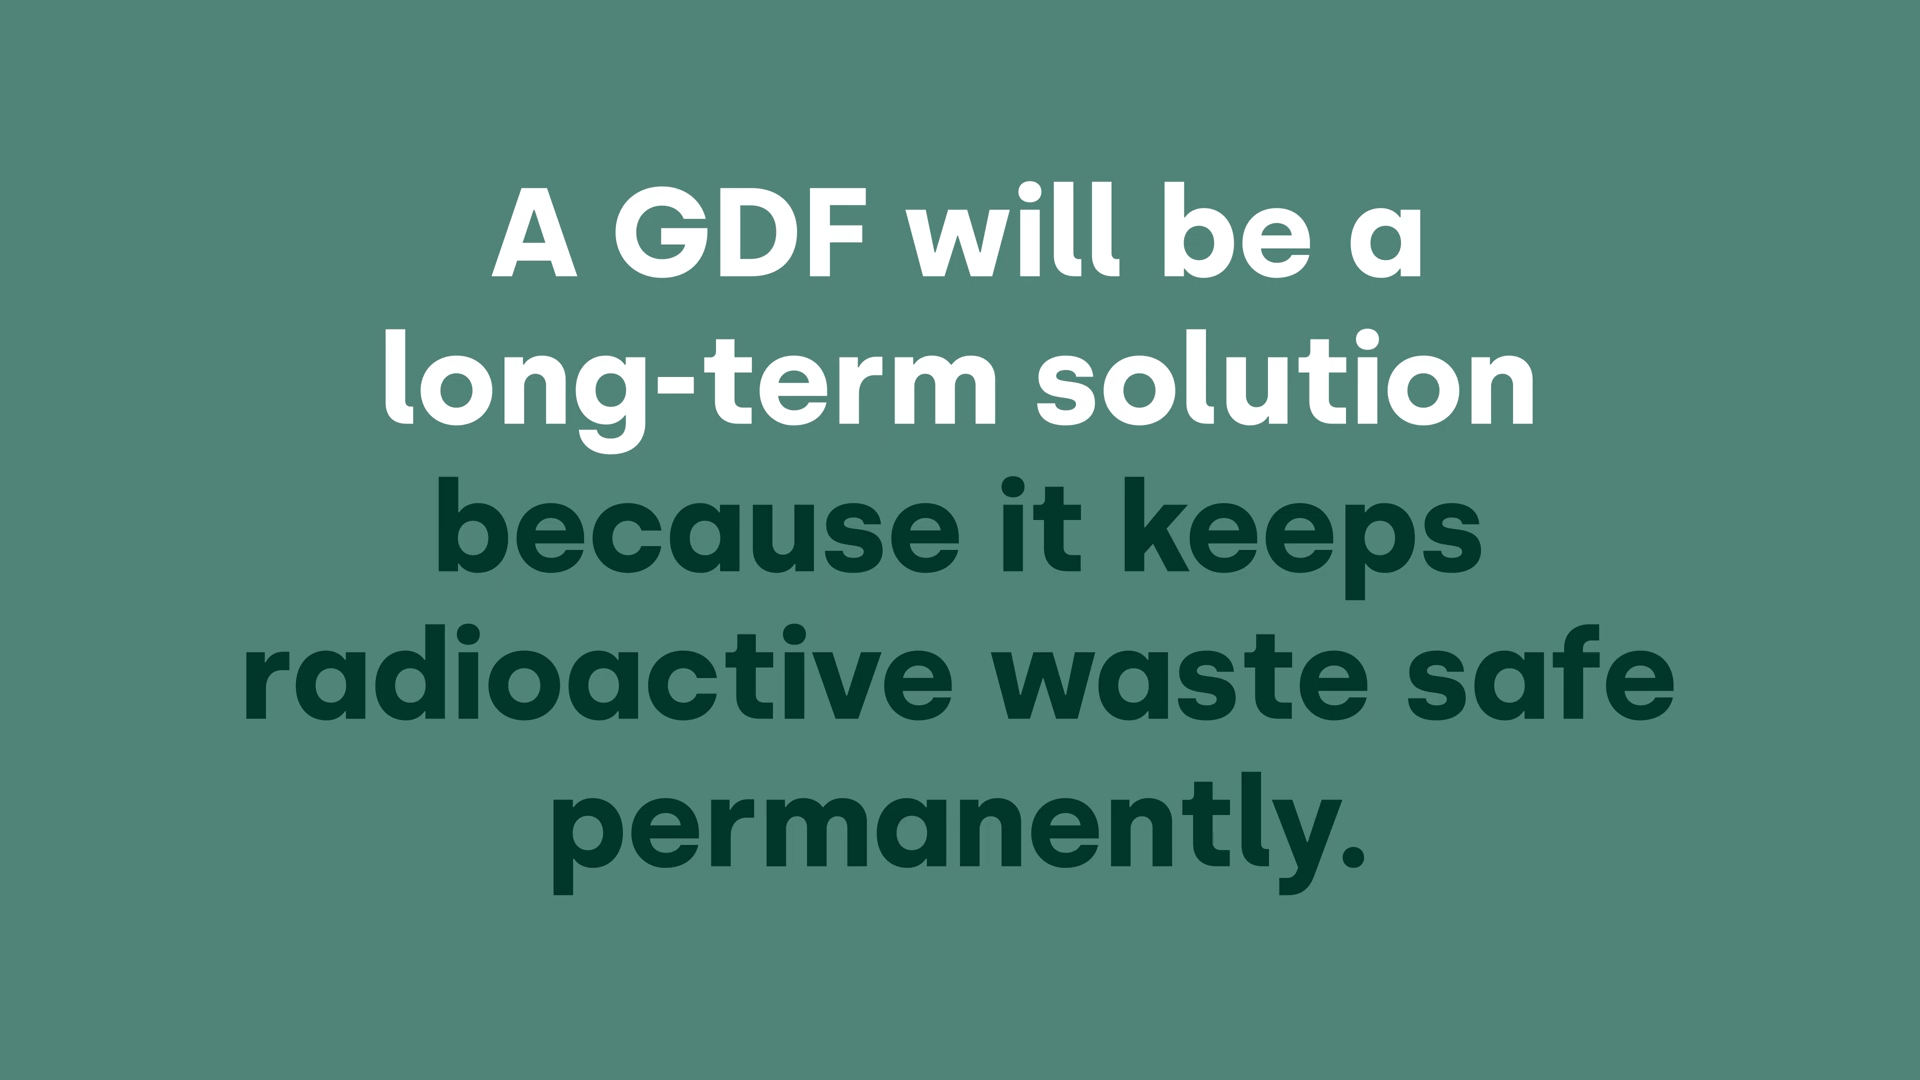 A GDF will be a
long-term solution
because it keeps
radioactive waste safe
permanently.